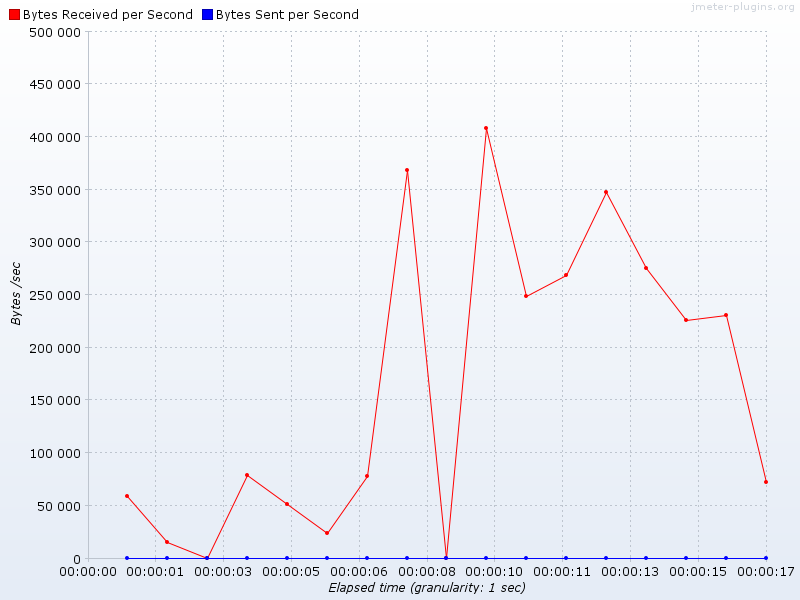 jmeter-plugins.org
Bytes Received per Second Bytes Sent per Second
500 000
450 000
400 000
350 000
300 000
250 000
200 000
150 000
100 000
50 000
0
Bytes /sec
00:00:00 00:00:01 00:00:03 00:00:05 00:00:06 00:00:08 00:00:10 00:00:11 00:00:13 00:00:15 00:00:17
Elapsed time (granularity: 1 sec)